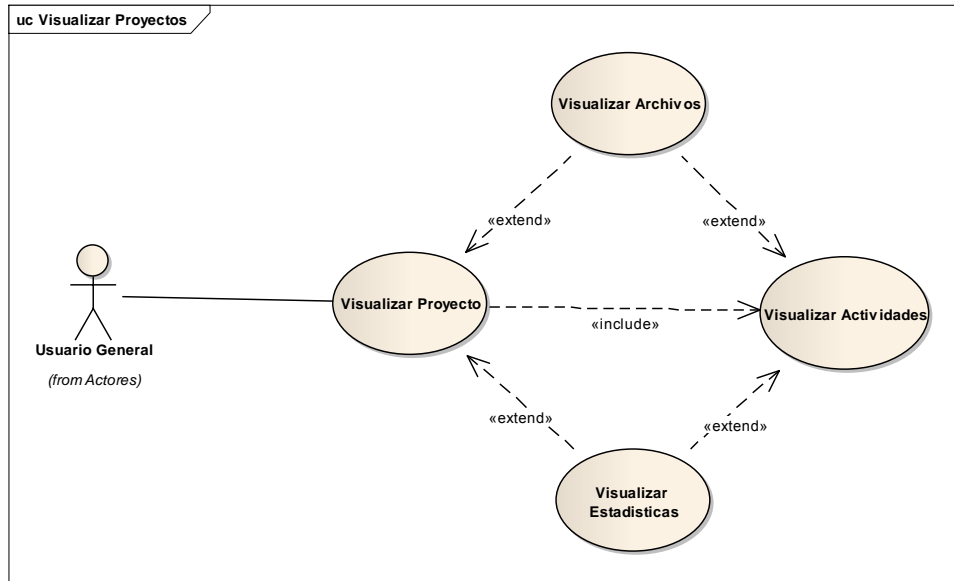 uc Visualizar Proyectos
Visualizar Archivos
«extend»
«extend»
Visualizar Proyecto
«include»
Visualizar Actividades
Usuario General
(from Actores)
«extend»
«extend»
Visualizar
Estadisticas